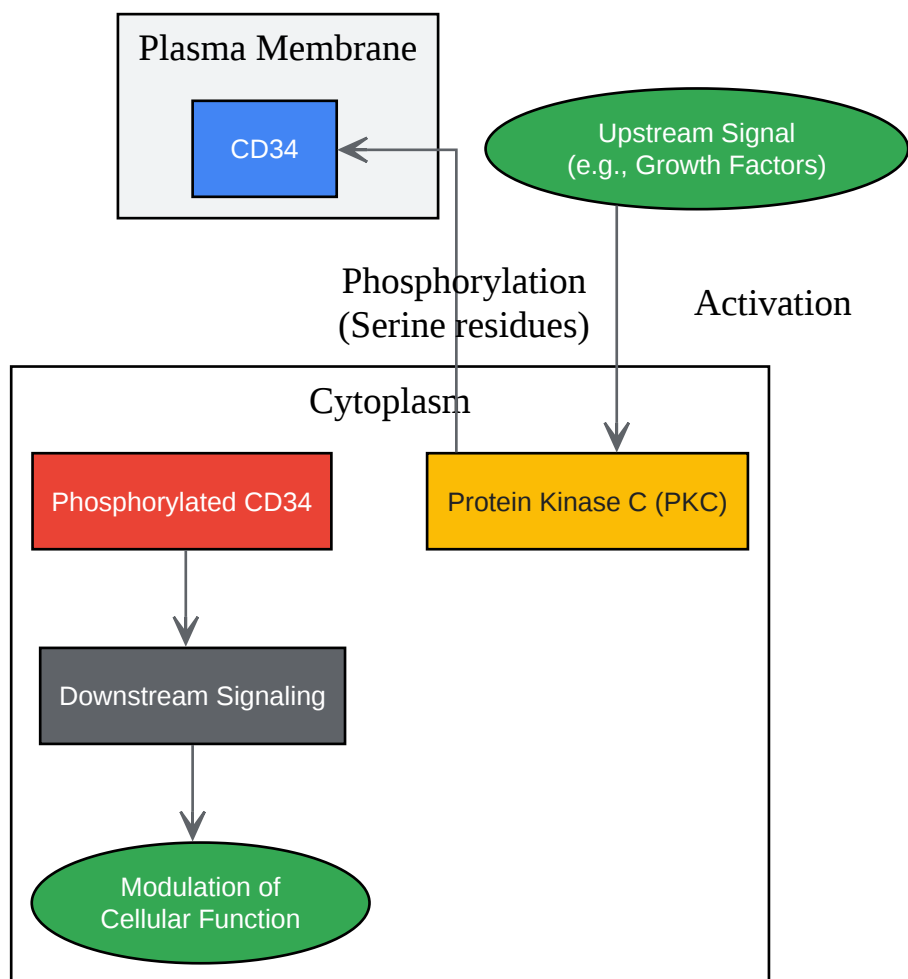 Plasma Membrane
CD34
Upstream Signal
(e.g., Growth Factors)
Phosphorylation
(Serine residues)
Activation
Cytoplasm
Phosphorylated CD34
Protein Kinase C (PKC)
Downstream Signaling
Modulation of
Cellular Function